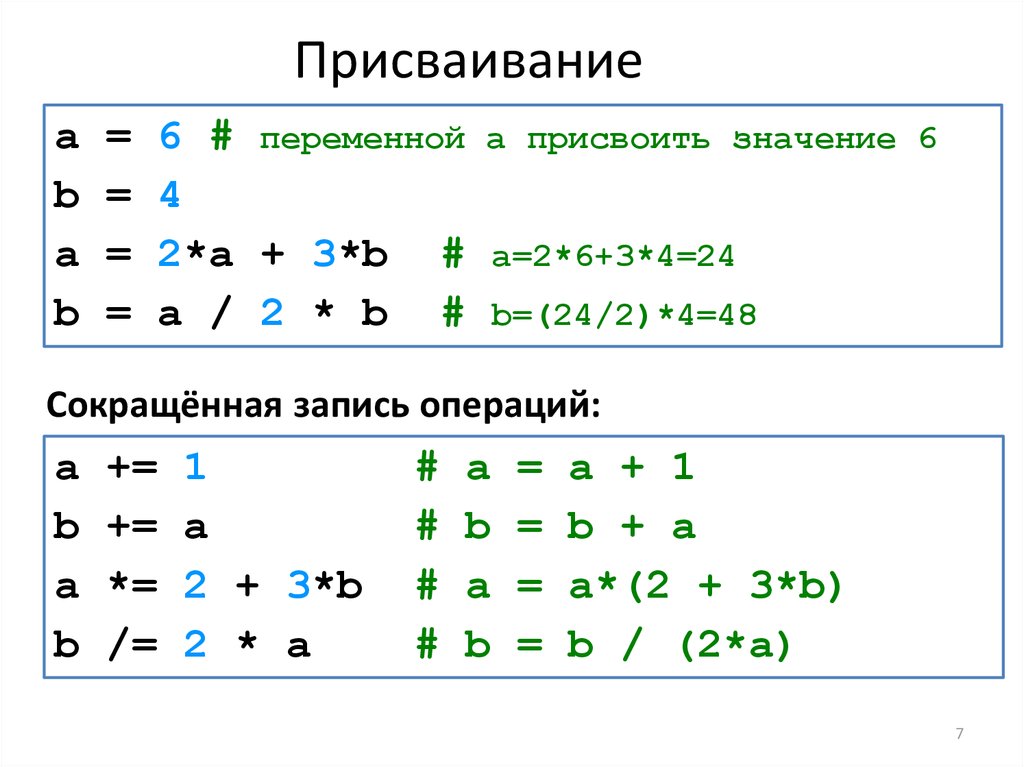 Присваивание
a = 6 # переменной a присвоить значение 6
b = 4
a = 2*a + 3*b # a=2*6+3*4=24
b = a / 2 * b # b=(24/2)*4=48
Сокращённая запись операций:
a += 1 # a = a + 1
b += a # b = b + a
a *= 2 + 3*b # a = a*(2 + 3*b)
b /= 2 * a # b = b / (2*a)
7